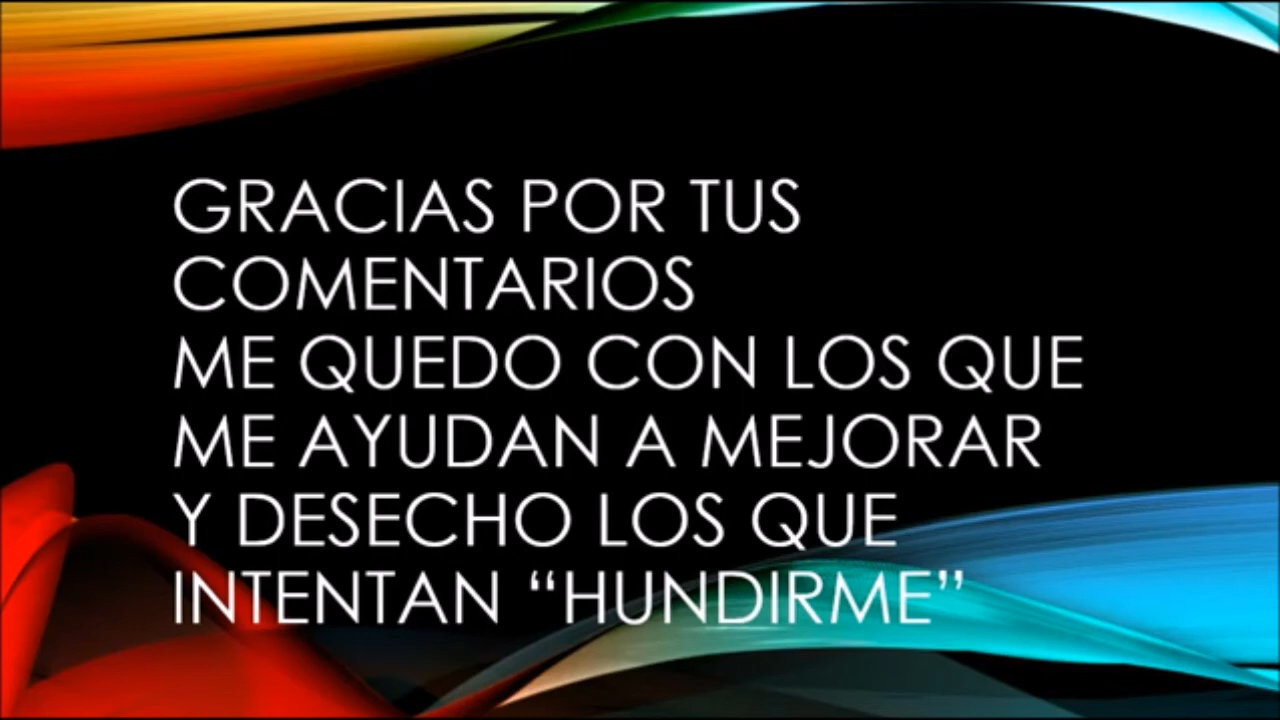 GRACIAS POR TUS
COMENTARIOS
ME QUEDO CON LOS QUE
ME AYUDAN A MEJORAR
Y DESECHO LOS QUE
INTENTAN “HUNDIRME”